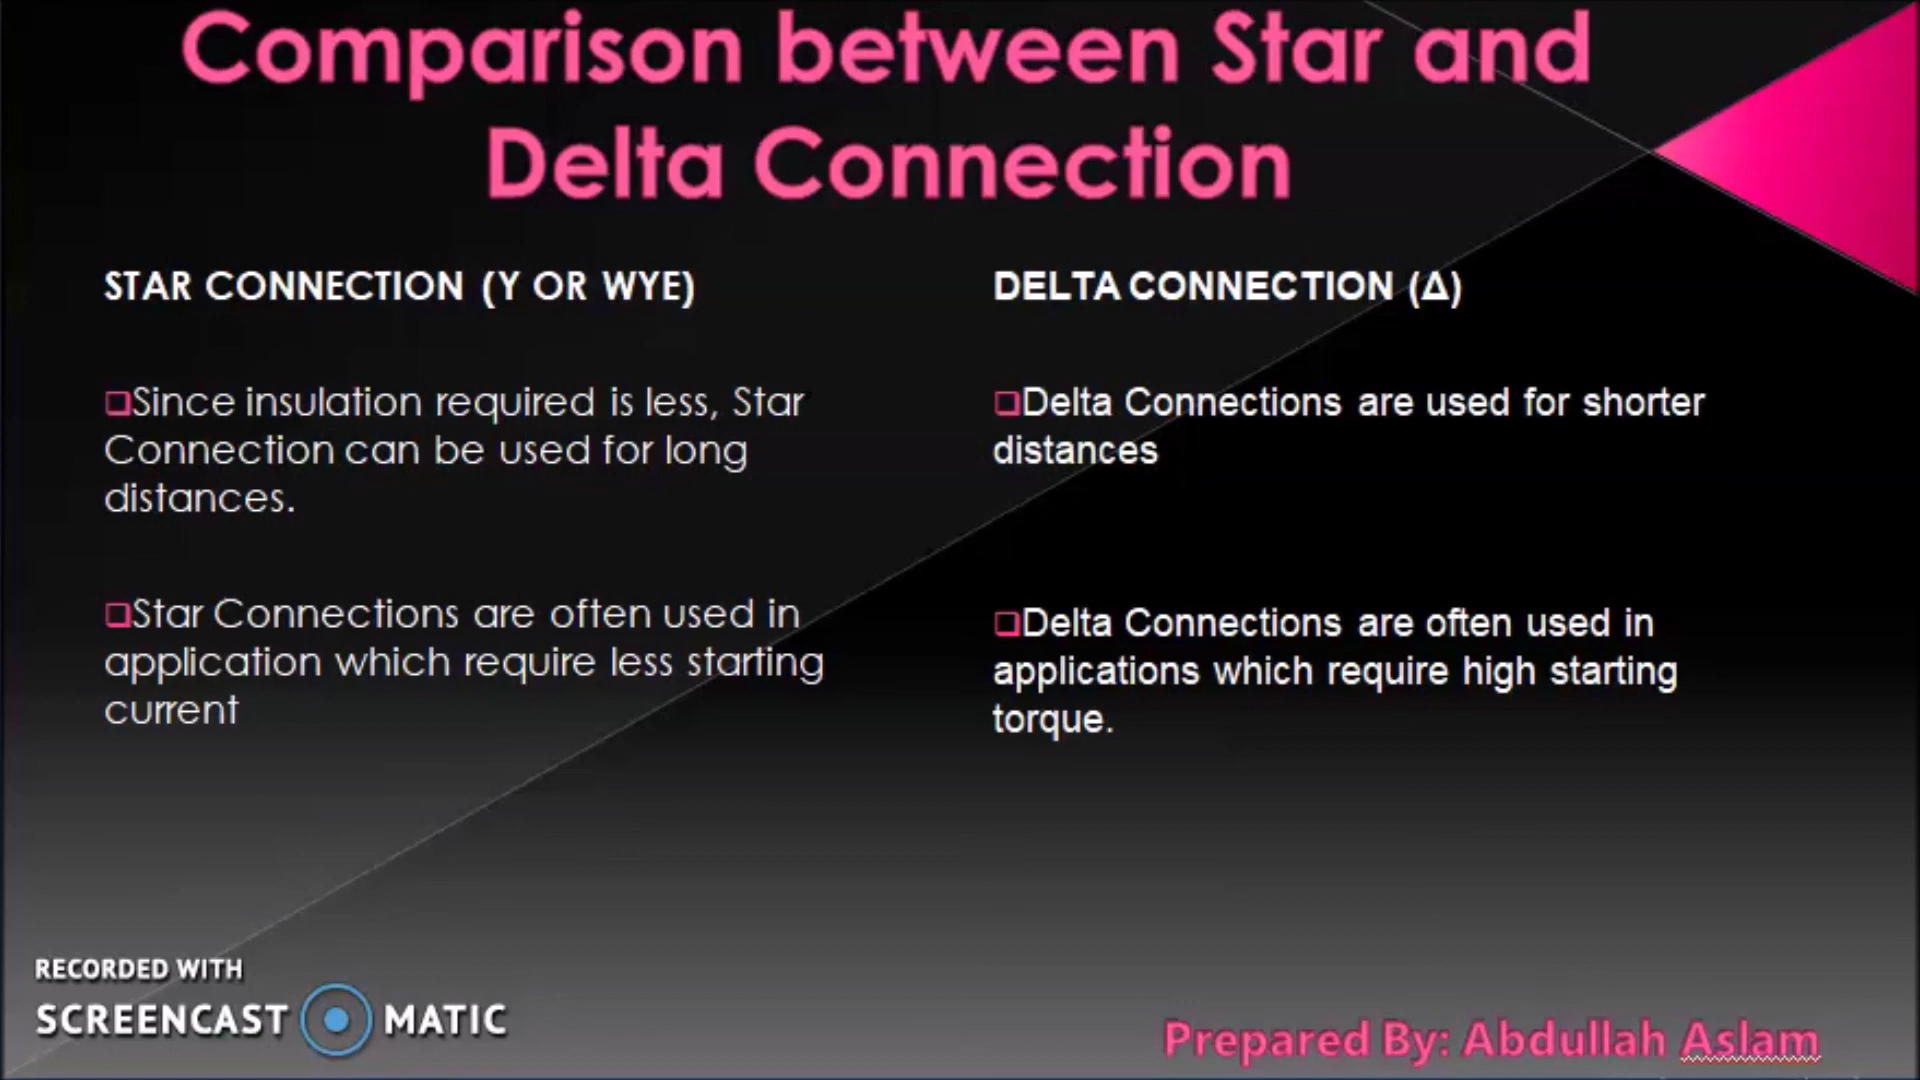 Comparison between Star and
Delta Connection
STAR CONNECTION (Y OR WYE)
❑Since insulation required is less, Star
Connection can be used for long
distances.
❑Star Connections are often used in
application which require less starting
current
DELTA CONNECTION (Δ)
❑Delta Connections are used for shorter
distances
❑Delta Connections are often used in
applications which require high starting
torque.
RECORDED WITH
SCREENCAST MATIC
Prepared By: Abdullah Aslam